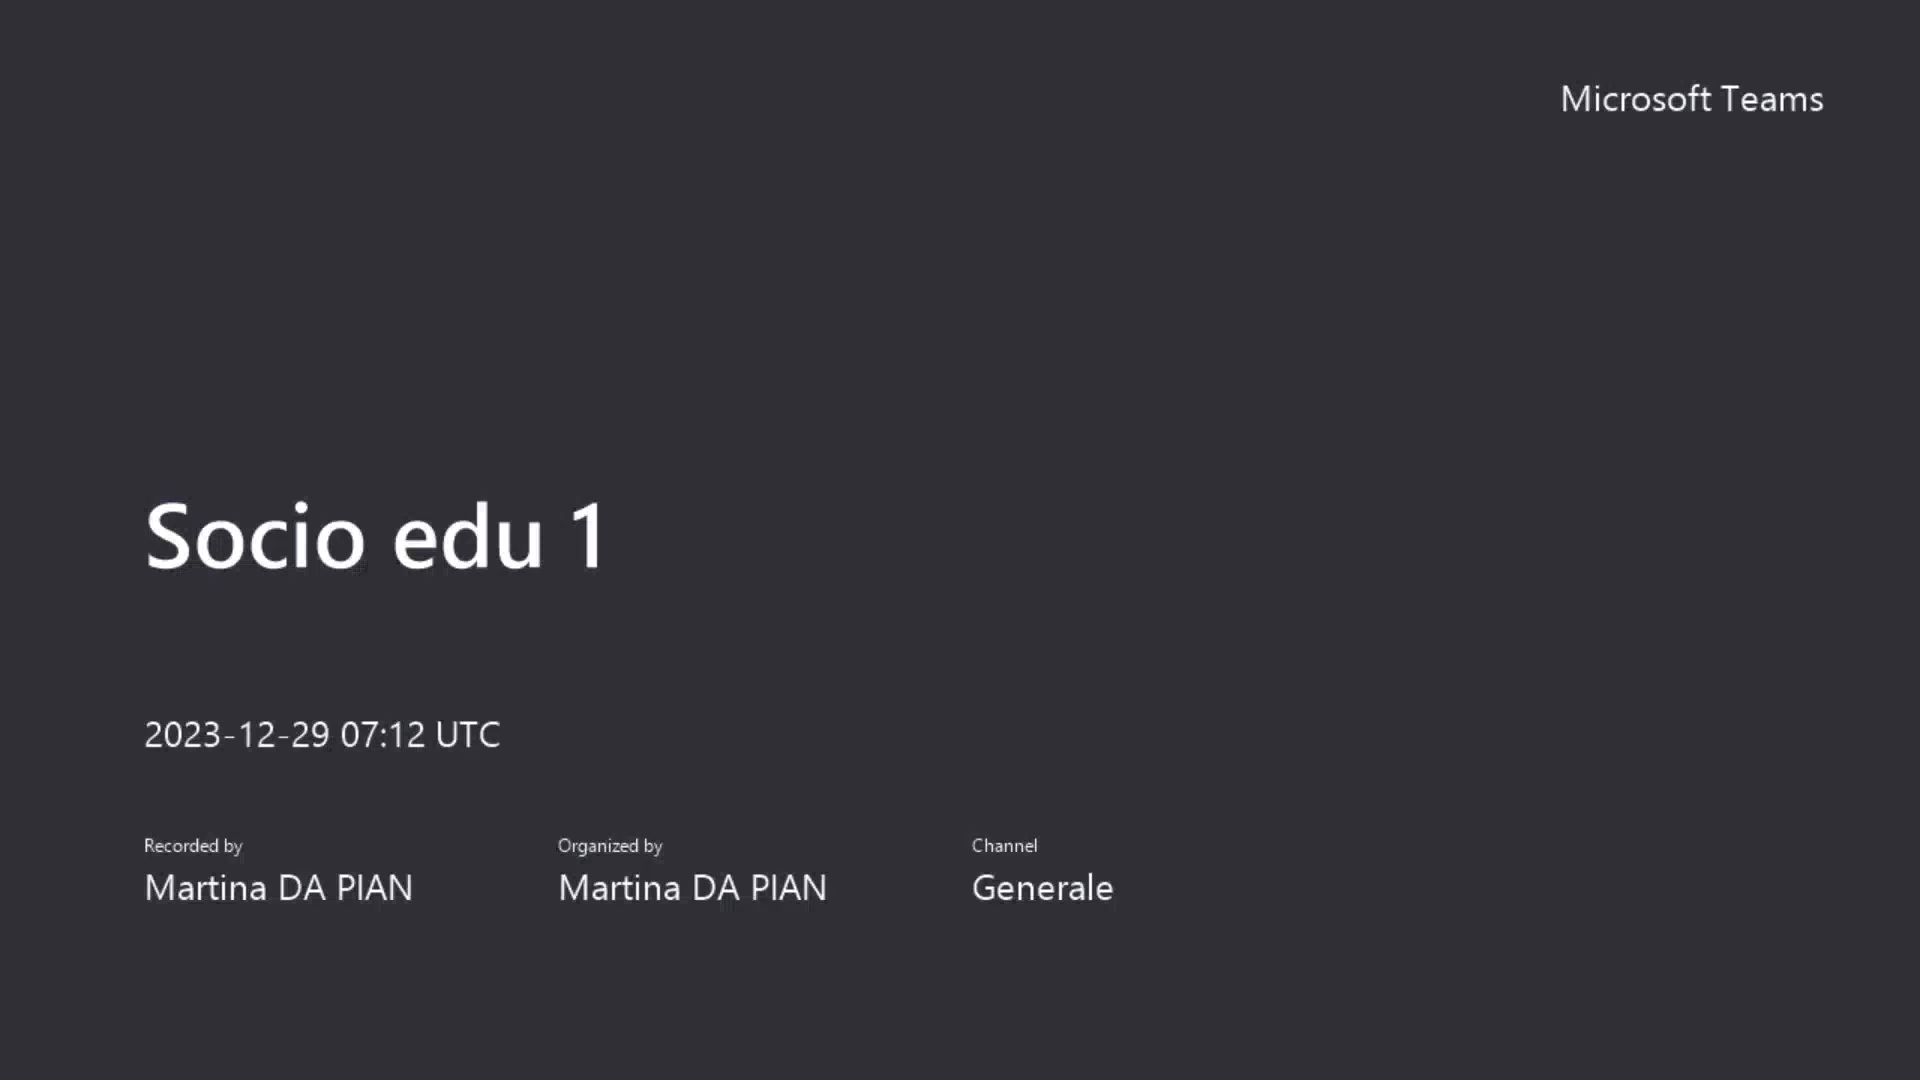 Microsoft Teams
Socio edu 1
2023-12-29 07:12 UTC
Recorded by
Martina DA PIAN
Organized by
Martina DA PIAN
Channel
Generale